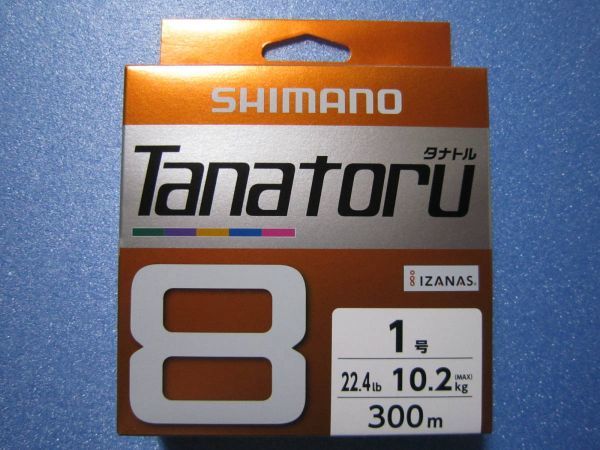 SHIMANO
タナトル
Tanatoru
8
IZANAS
1号
22.4lb 10.2kg (MAX)
300m